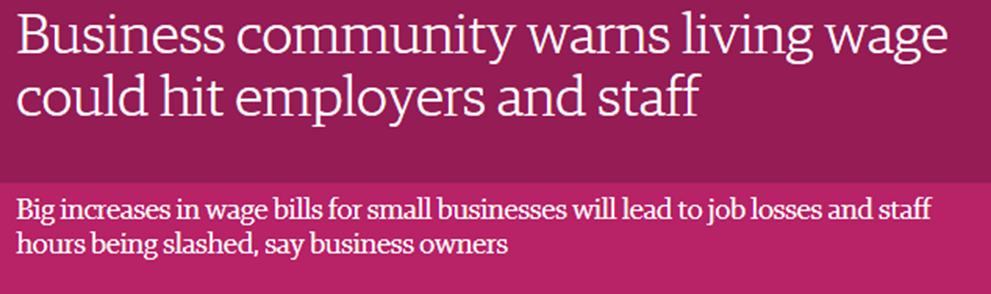 Business community warns living wage
could hit employers and staff
Big increases in wage bills for small businesses will lead to job losses and staff
hours being slashed, say business owners